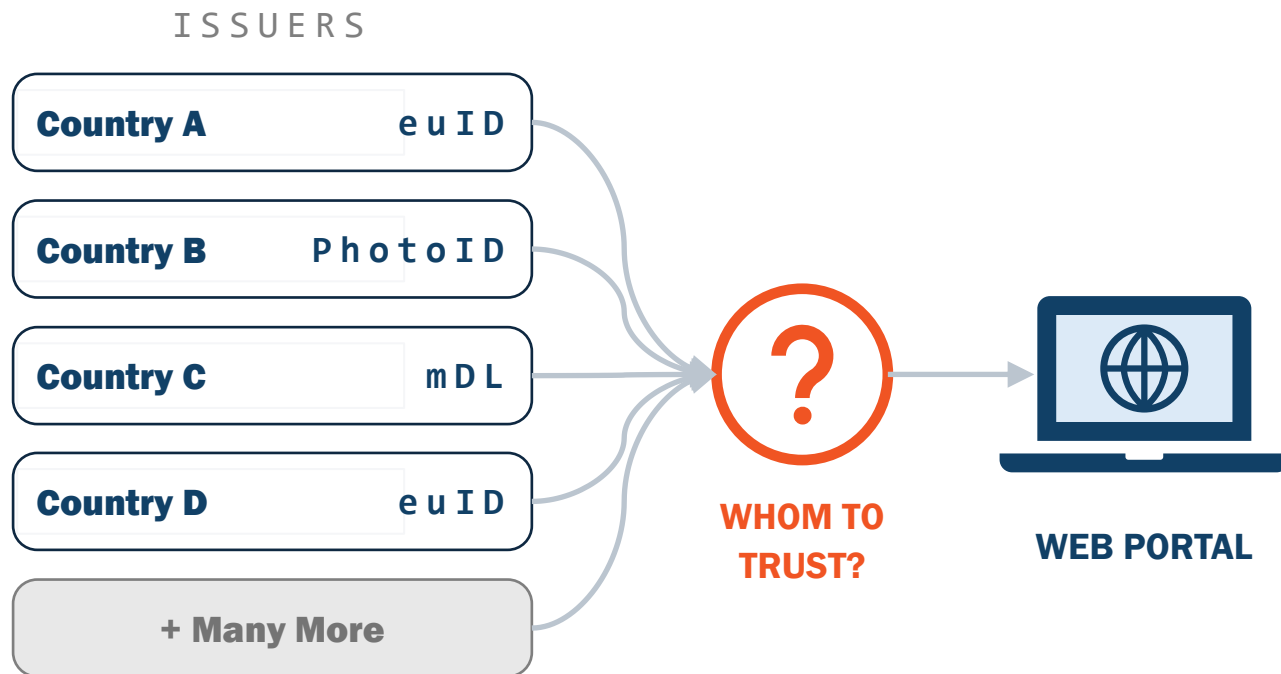 ISSUERS
Country A euID
Country B PhotoID
Country C mDL
Country D euID
+ Many More
?
WHOM TO
TRUST?
WEB PORTAL